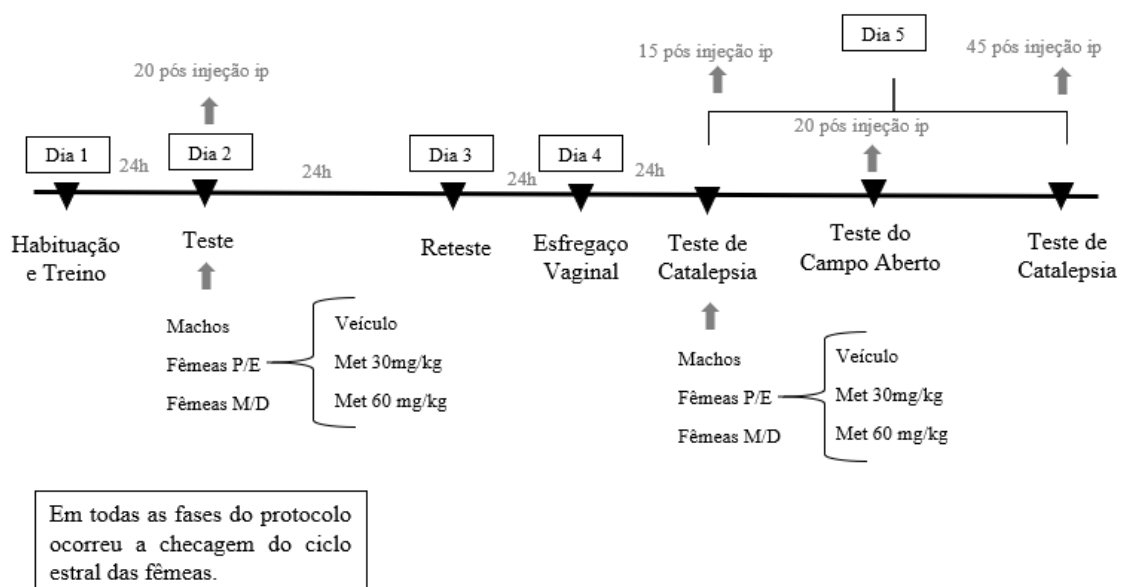 Dia 5
15 pós injeção ip
45 pós injeção ip
20 pós injeção ip
20 pós injeção ip
Dia 1
24h
Dia 2
24h
Dia 3
24h
Dia 4
24h
Habituação
e Treino
Teste
Reteste
Esfregaço
Vaginal
Teste de
Catalepsia
Teste do
Campo Aberto
Teste de
Catalepsia
Machos
Fêmeas P/E
Fêmeas M/D
Veículo
Met 30mg/kg
Met 60 mg/kg
Machos
Fêmeas P/E
Fêmeas M/D
Veículo
Met 30mg/kg
Met 60 mg/kg
Em todas as fases do protocolo
ocorreu a checagem do ciclo
estral das fêmeas.